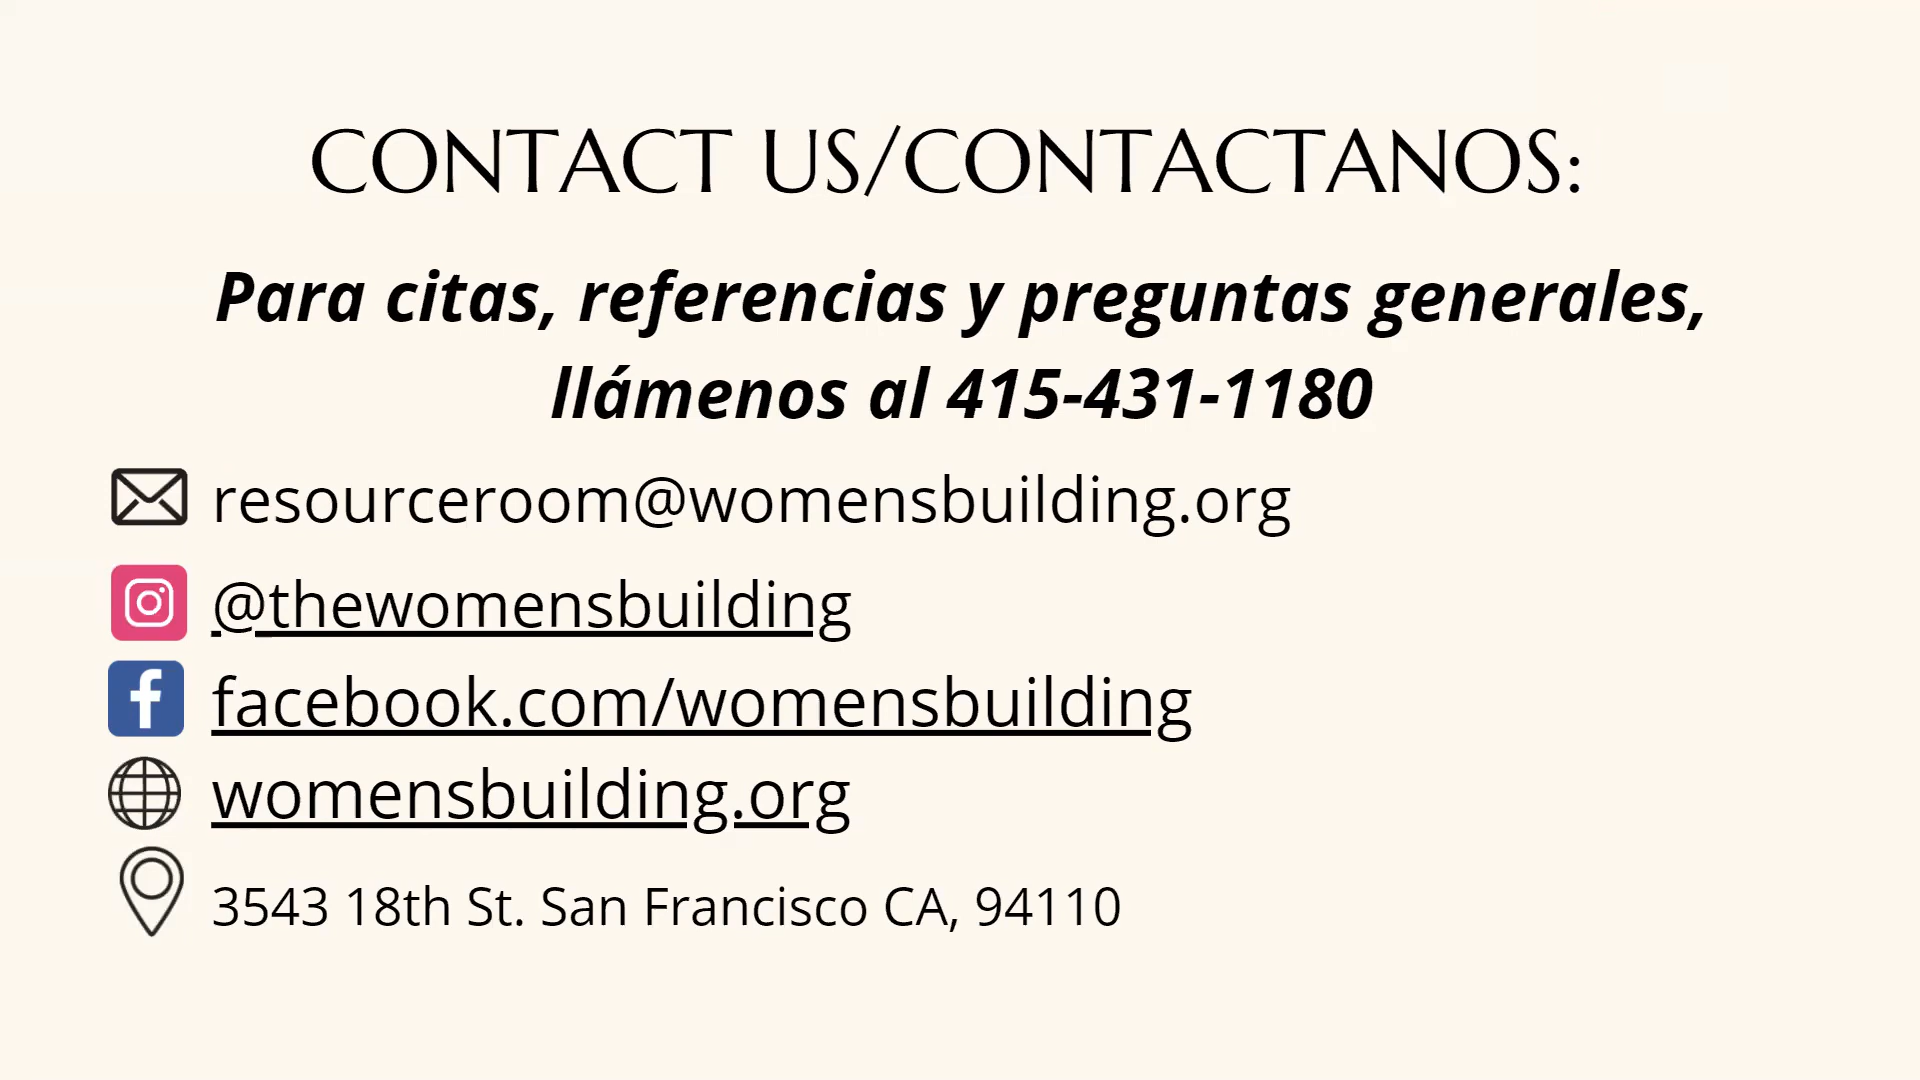 CONTACT US/CONTACTANOS:
Para citas, referencias y preguntas generales,
llámenos al 415-431-1180
resourceroom@womensbuilding.org
@thewomensbuilding
facebook.com/womensbuilding
womensbuilding.org
3543 18th St. San Francisco CA, 94110